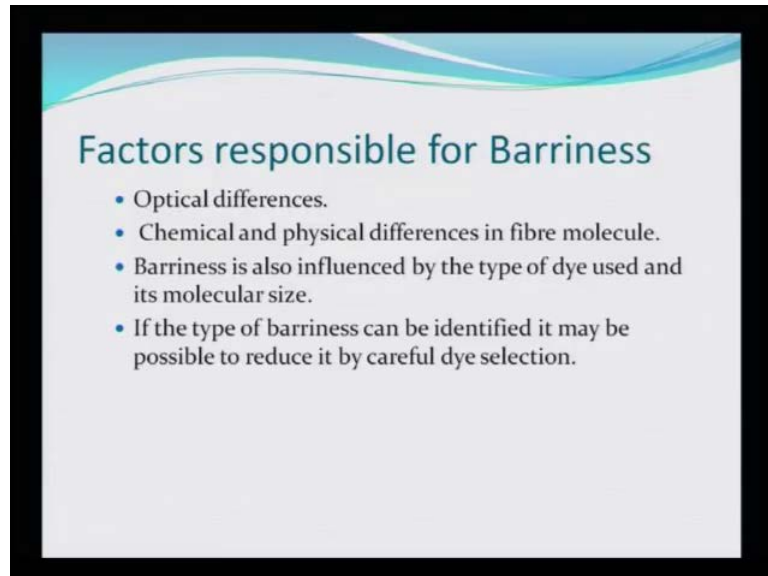 Factors responsible for Barriness
• Optical differences.
• Chemical and physical differences in fibre molecule.
• Barriness is also influenced by the type of dye used and
its molecular size.
• If the type of barriness can be identified it may be
possible to reduce it by careful dye selection.